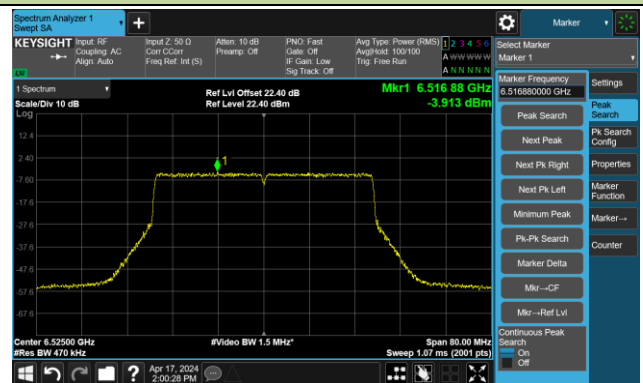 Spectrum Analyzer 1
Swept SA
+
Marker
KEYSIGHT
Input: RF
Coupling: AC
Align: Auto
Input Z: 50 Ω
Corr CCorr
Freq Ref: Int (S)
Atten: 10 dB
Preamp: Off
PNO: Fast
Gate: Off
IF Gain: Low
Sig Track: Off
Avg Type: Power (RMS)
Avg|Hold: 100/100
Trig: Free Run
1 2 3 4 5 6
A W W W W W
A N N N N N
Select Marker
Marker 1
1 Spectrum
Scale/Div 10 dB
Log
Ref Lvl Offset 22.40 dB
Ref Level 22.40 dBm
Mkr1 6.516 88 GHz
-3.913 dBm
1
12.4
2.40
-7.60
-17.6
-27.6
-37.6
-47.6
-57.6
-67.6
Center 6.52500 GHz
#Res BW 470 kHz
#Video BW 1.5 MHz*
Span 80.00 MHz
Sweep 1.07 ms (2001 pts)
Marker Frequency
6.516880000 GHz
Peak Search
Next Peak
Next Pk Right
Next Pk Left
Minimum Peak
Pk-Pk Search
Marker Delta
Mkr→CF
Mkr→Ref Lvl
Continuous Peak
Search
On
Off
Settings
Peak
Search
Pk Search
Config
Properties
Marker
Function
Marker→
Counter
?
Apr 17, 2024
2:00:28 PM